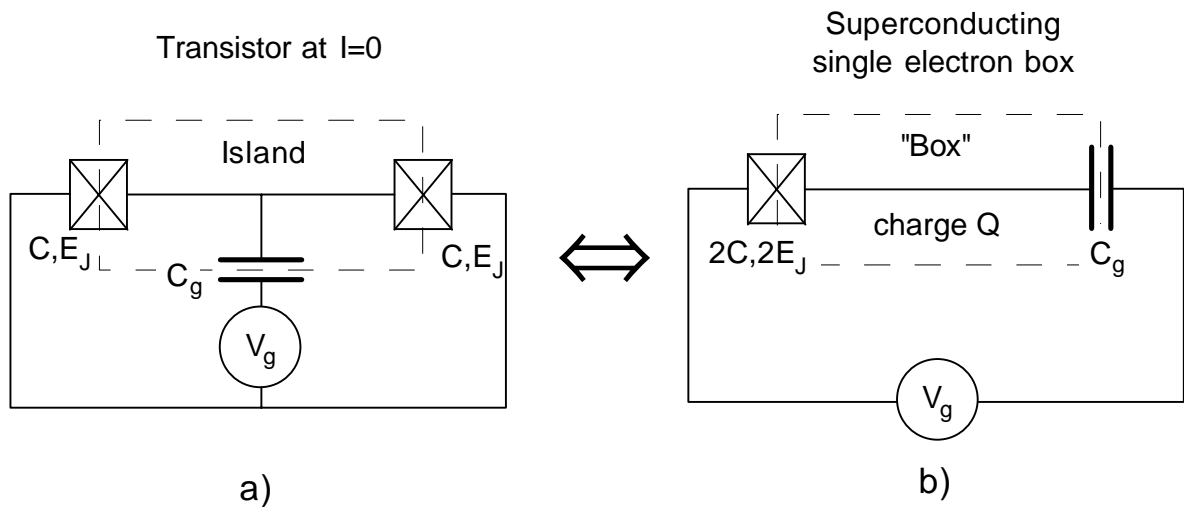 Transistor at I=0
Island
C,E_J
C,E_J
C_g
V_g
a)
Superconducting
single electron box
"Box"
charge Q
2C,2E_J
C_g
V_g
b)